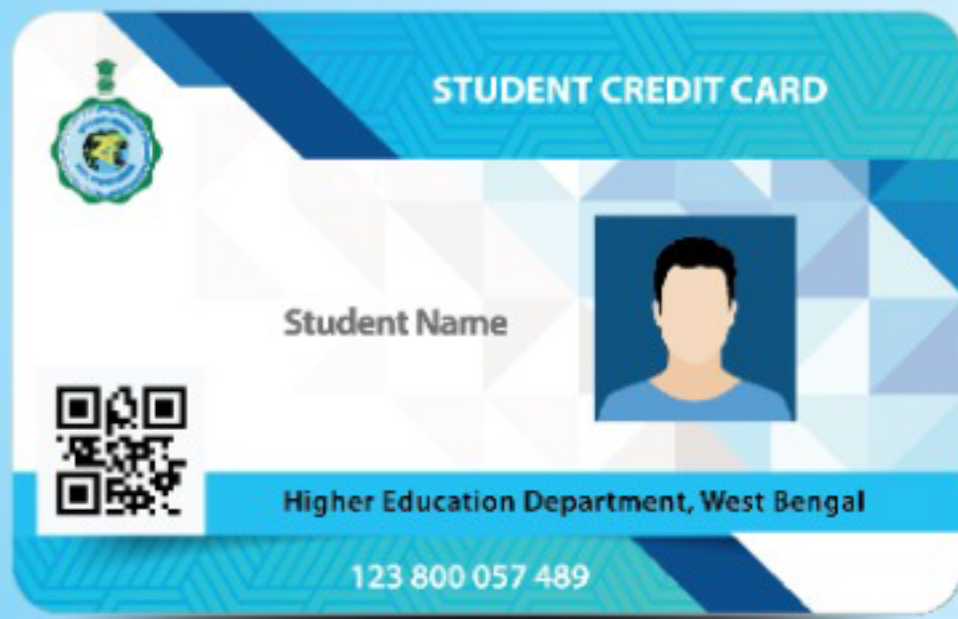 STUDENT CREDIT CARD
Student Name
Higher Education Department, West Bengal
123 800 057 489